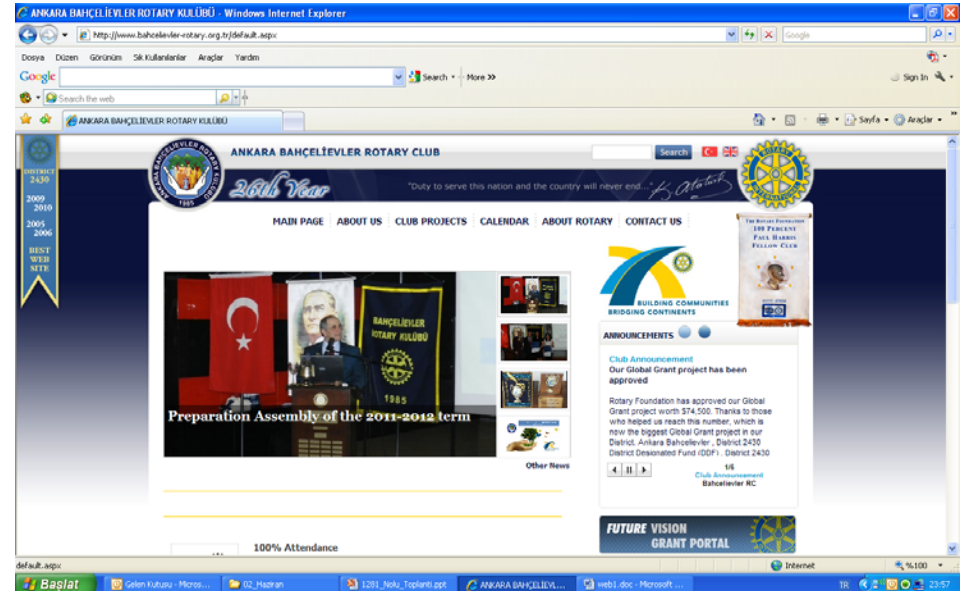 ANKARA BAHÇELİEVLER ROTARY KULÜBÜ - Windows Internet Explorer
http://www.bahcelievler-rotary.org.tr/default.aspx
Google
Dosya Düzen Görünüm Sık Kullanılanlar Araçlar Yardım
Google Search More >> Sign In
Search the web
ANKARA BAHÇELİEVLER ROTARY KULÜBÜ
Sayfa Araçlar
DISTRICT
2430
2009
2010
2005
2006
BEST
WEB
SITE
ANKARA BAHÇELİEVLER ROTARY CLUB
Search
26th Year
"Duty to serve this nation and the country will never end..."
1985
ROTARY
INTERNATIONAL
MAIN PAGE ABOUT US CLUB PROJECTS CALENDAR ABOUT ROTARY CONTACT US
THE ROTARY FOUNDATION
100 PERCENT
PAUL HARRIS
FELLOW CLUB
BAHÇELİEVLER
ROTARY KULÜBÜ
1985
Preparation Assembly of the 2011-2012 term
Other News
BUILDING COMMUNITIES
BRIDGING CONTINENTS
ANNOUNCEMENTS
Club Announcement
Our Global Grant project has been
approved
Rotary Foundation has approved our Global
Grant project worth $74,500. Thanks to those
who helped us reach this number, which is
now the biggest Global Grant project in our
District. Ankara Bahcelievler , District 2430
District Designated Fund (DDF) , District 2430
1/6
Club Announcement
Bahcelievler RC
FUTURE VISION
GRANT PORTAL
100% Attendance
default.aspx
Internet %100
Başlat
Gelen Kutusu - Micros...
02_Haziran
1281_Nolu_Toplanti.ppt
ANKARA BAHÇELİEVL...
web1.doc - Microsoft ...
TR
23:57